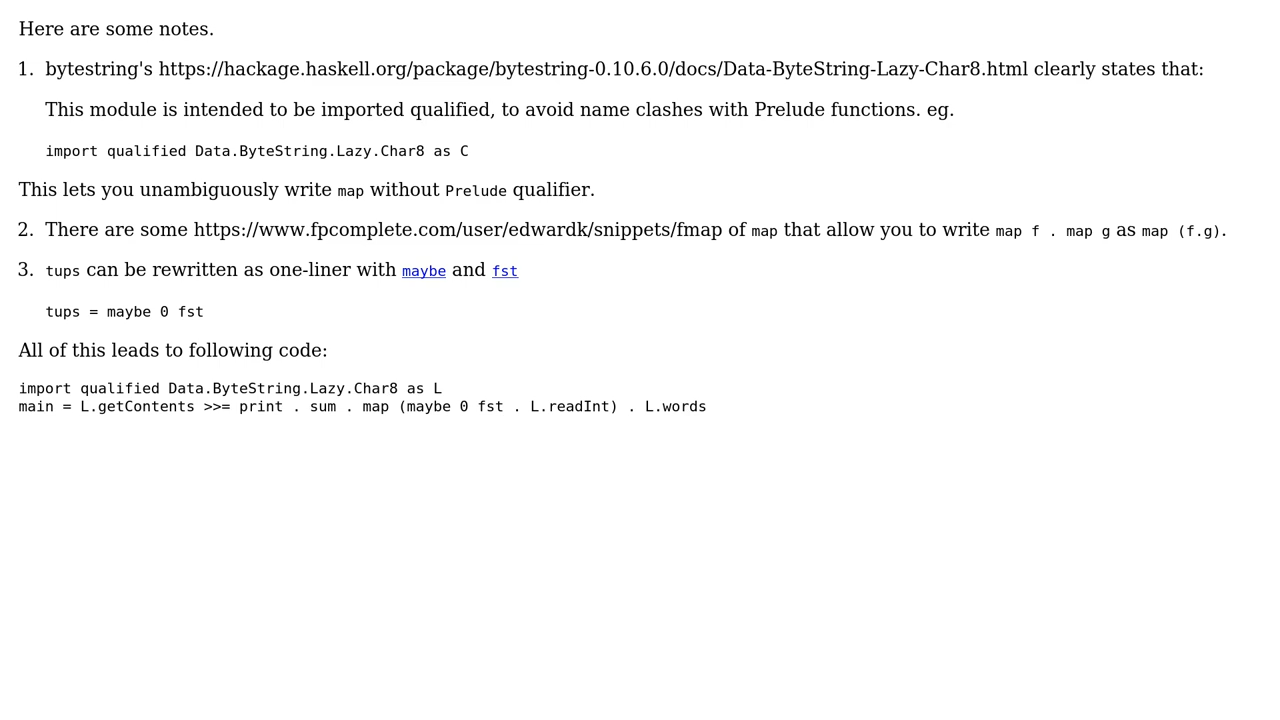 Here are some notes.
1. bytestring's https://hackage.haskell.org/package/bytestring-0.10.6.0/docs/Data-ByteString-Lazy-Char8.html clearly states that:
This module is intended to be imported qualified, to avoid name clashes with Prelude functions. eg.
import qualified Data.ByteString.Lazy.Char8 as C
This lets you unambiguously write map without Prelude qualifier.
2. There are some https://www.fpcomplete.com/user/edwardk/snippets/fmap of map that allow you to write map f . map g as map (f.g).
3. tups can be rewritten as one-liner with maybe and fst
tups = maybe 0 fst
All of this leads to following code:
import qualified Data.ByteString.Lazy.Char8 as L
main = L.getContents >>= print . sum . map (maybe 0 fst . L.readInt) . L.words